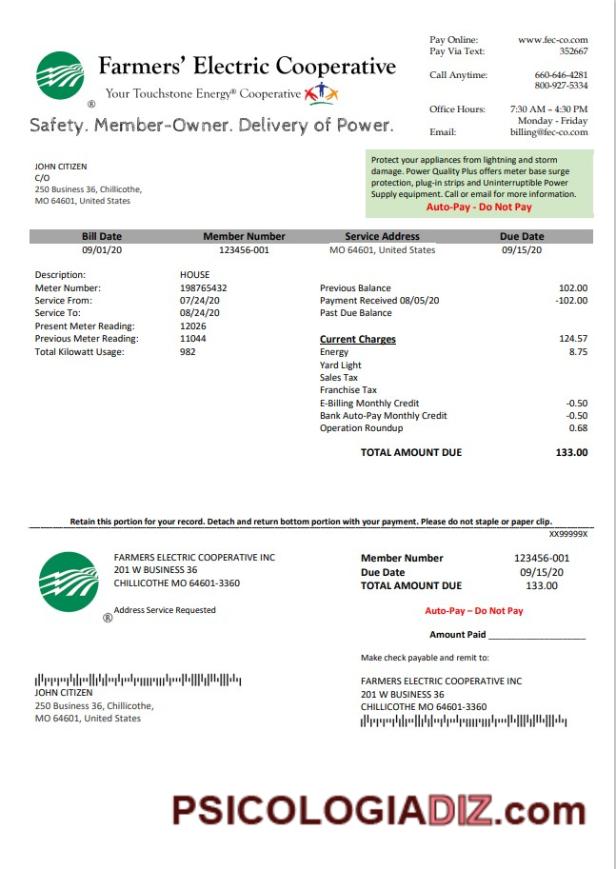 Farmers' Electric Cooperative
Your Touchstone Energy® Cooperative
®
Safety. Member-Owner. Delivery of Power.
Pay Online: www.fec-co.com
Pay Via Text: 352667
Call Anytime: 660-646-4281
800-927-5334
Office Hours: 7:30 AM – 4:30 PM
Monday - Friday
Email: billing@fec-co.com
JOHN CITIZEN
C/O
250 Business 36, Chillicothe,
MO 64601, United States
Protect your appliances from lightning and storm
damage. Power Quality Plus offers meter base surge
protection, plug-in strips and Uninterruptible Power
Supply equipment. Call or email for more information.
Auto-Pay - Do Not Pay
Bill Date Member Number Service Address Due Date
09/01/20 123456-001 MO 64601, United States 09/15/20
Description: HOUSE
Meter Number: 198765432
Service From: 07/24/20
Service To: 08/24/20
Present Meter Reading: 12026
Previous Meter Reading: 11044
Total Kilowatt Usage: 982
Previous Balance 102.00
Payment Received 08/05/20 -102.00
Past Due Balance
Current Charges 124.57
Energy 8.75
Yard Light
Sales Tax
Franchise Tax
E-Billing Monthly Credit -0.50
Bank Auto-Pay Monthly Credit -0.50
Operation Roundup 0.68
TOTAL AMOUNT DUE 133.00
Retain this portion for your record. Detach and return bottom portion with your payment. Please do not staple or paper clip.
XX99999X
FARMERS ELECTRIC COOPERATIVE INC
201 W BUSINESS 36
CHILLICOTHE MO 64601-3360
®
Address Service Requested
Member Number 123456-001
Due Date 09/15/20
TOTAL AMOUNT DUE 133.00
Auto-Pay – Do Not Pay
Amount Paid ____________________
Make check payable and remit to:
JOHN CITIZEN
250 Business 36, Chillicothe,
MO 64601, United States
FARMERS ELECTRIC COOPERATIVE INC
201 W BUSINESS 36
CHILLICOTHE MO 64601-3360
PSICOLOGIADIZ.com